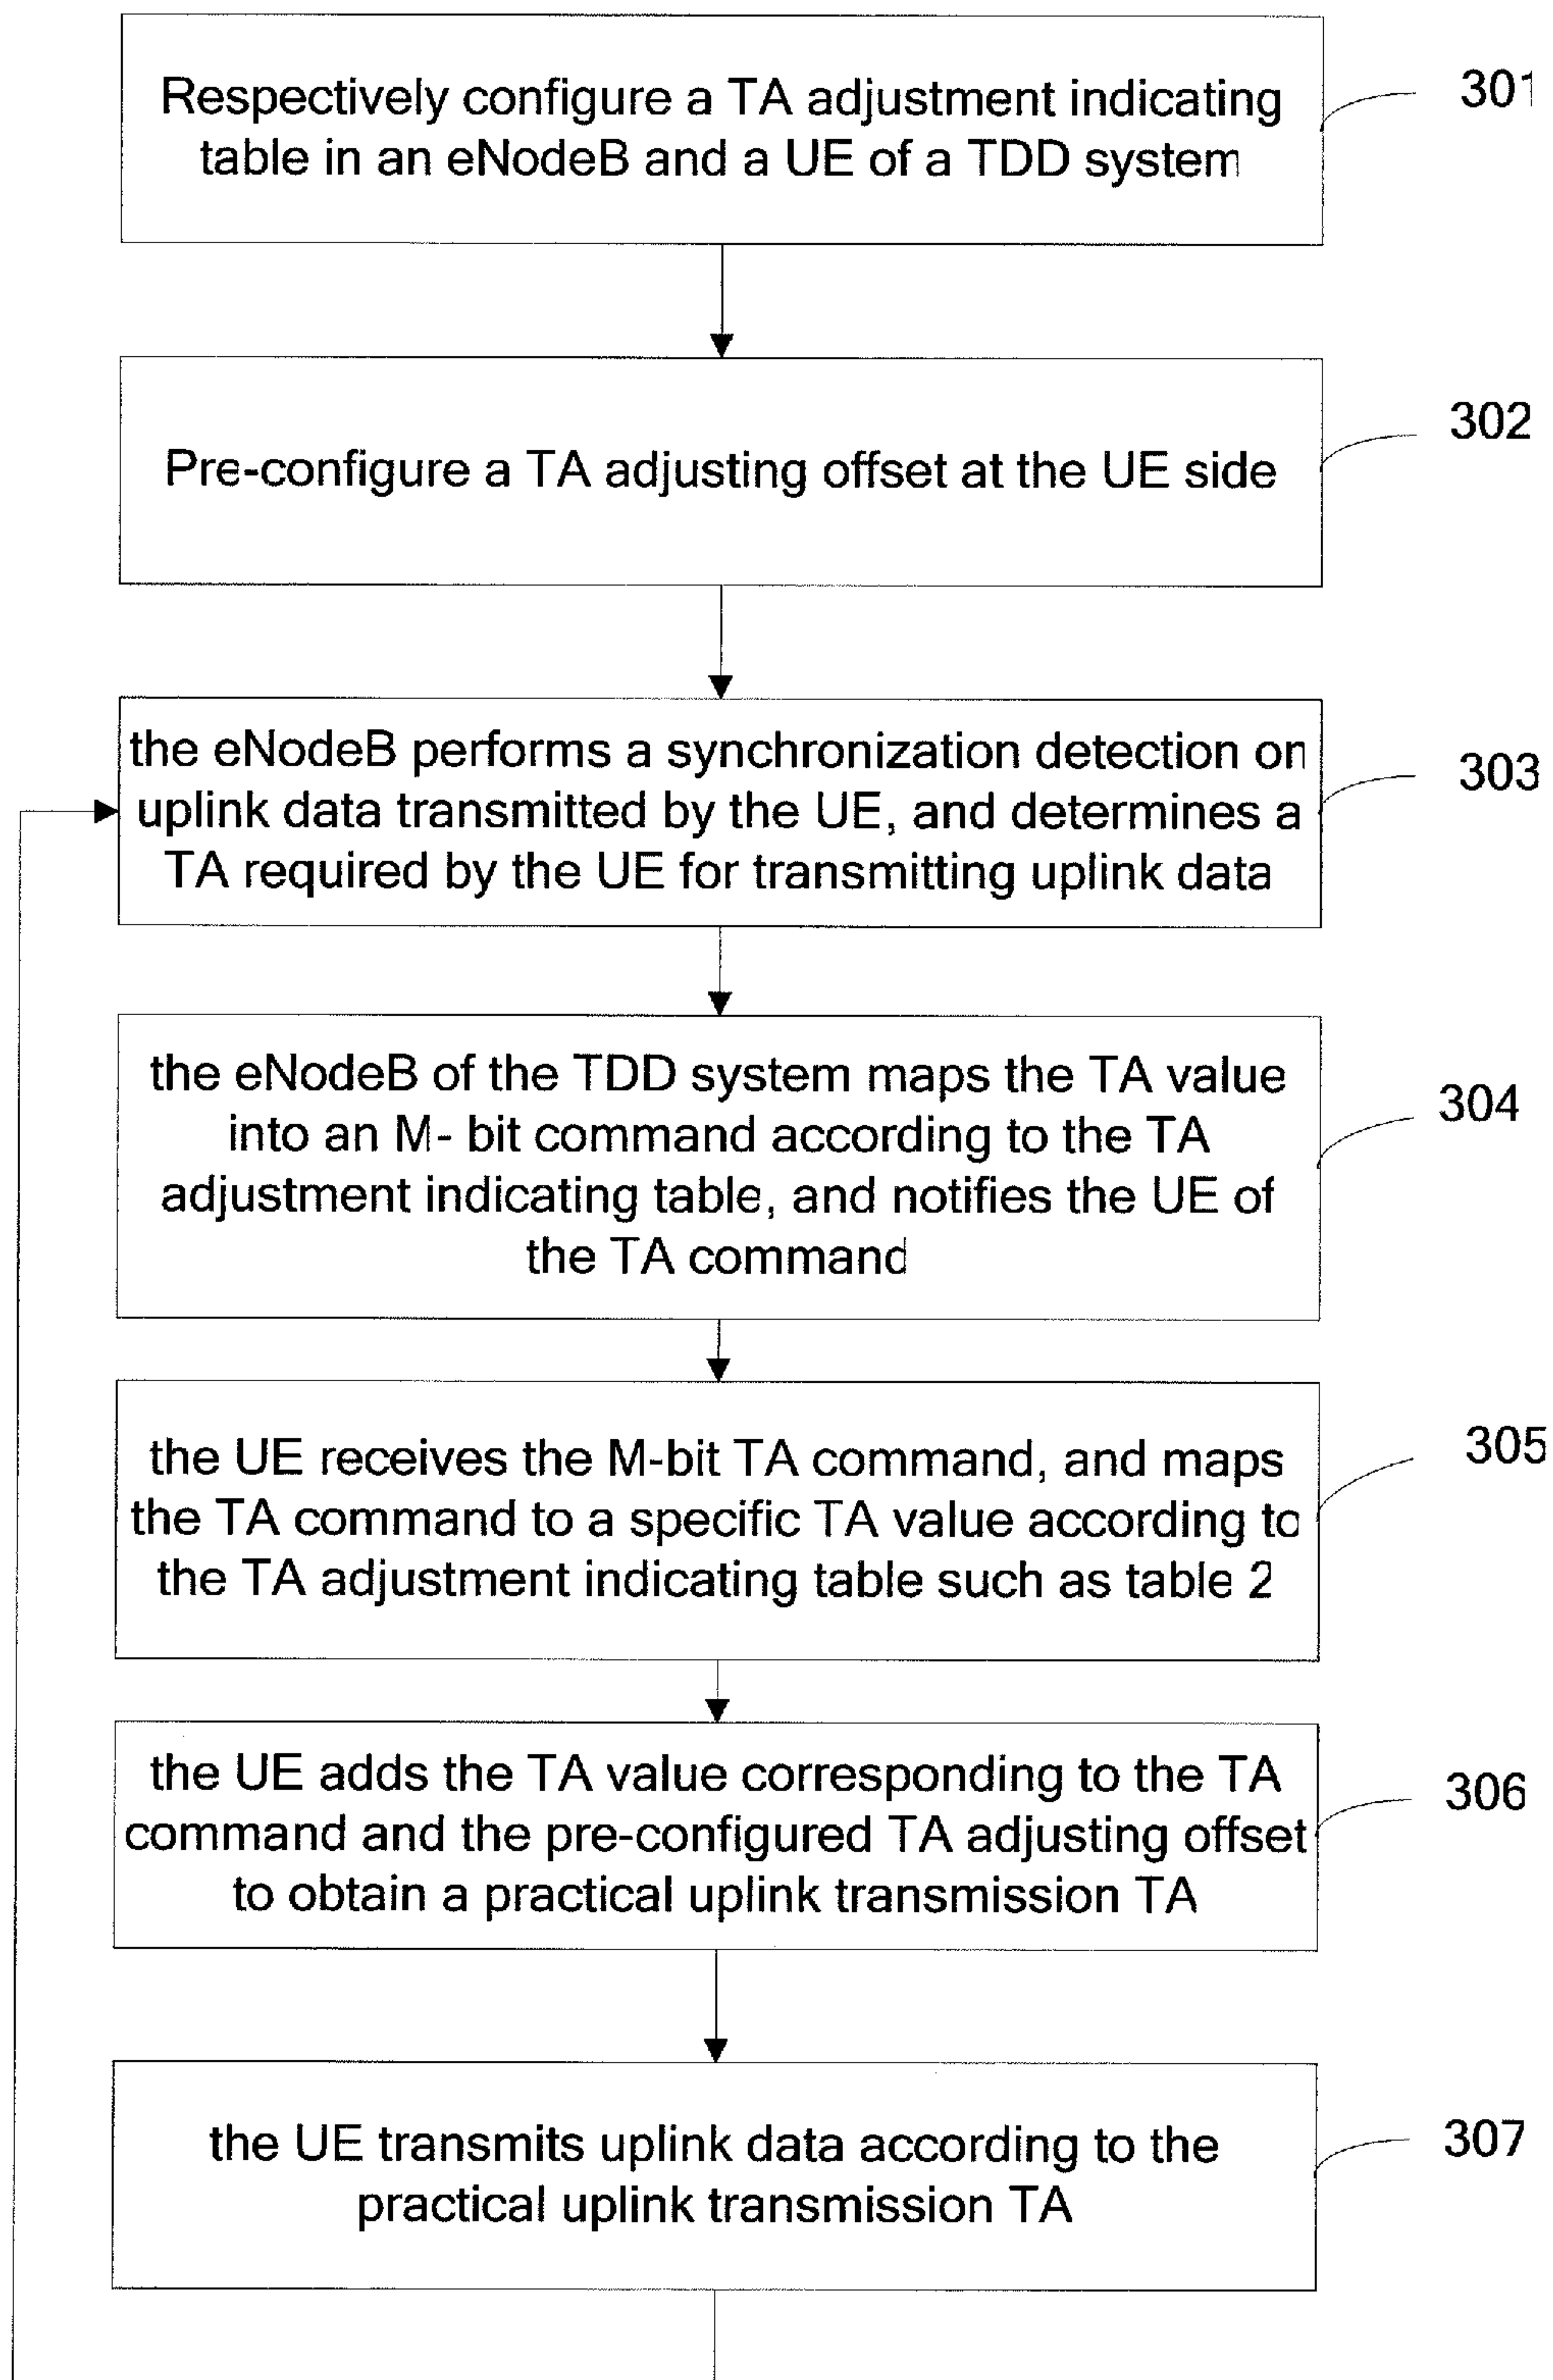 Respectively configure a TA adjustment indicating
table in an eNodeB and a UE of a TDD system
301
Pre-configure a TA adjusting offset at the UE side
302
the eNodeB performs a synchronization detection on
uplink data transmitted by the UE, and determines a
TA required by the UE for transmitting uplink data
303
the eNodeB of the TDD system maps the TA value
into an M- bit command according to the TA
adjustment indicating table, and notifies the UE of
the TA command
304
the UE receives the M-bit TA command, and maps
the TA command to a specific TA value according to
the TA adjustment indicating table such as table 2
305
the UE adds the TA value corresponding to the TA
command and the pre-configured TA adjusting offset
to obtain a practical uplink transmission TA
306
the UE transmits uplink data according to the
practical uplink transmission TA
307